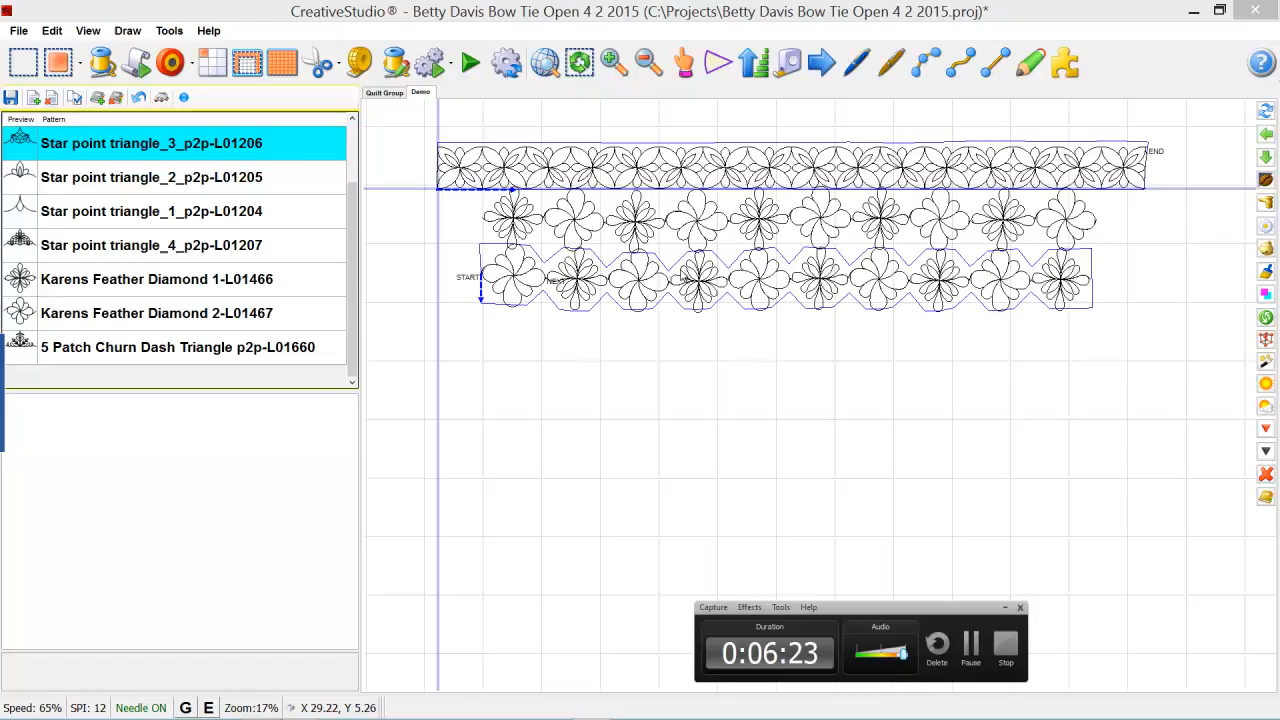 CreativeStudio® - Betty Davis Bow Tie Open 4 2 2015 (C:\Projects\Betty Davis Bow Tie Open 4 2 2015.proj)*
File Edit View Draw Tools Help
Quilt Group Demo
Preview Pattern
Star point triangle_3_p2p-L01206
Star point triangle_2_p2p-L01205
Star point triangle_1_p2p-L01204
Star point triangle_4_p2p-L01207
Karens Feather Diamond 1-L01466
Karens Feather Diamond 2-L01467
5 Patch Churn Dash Triangle p2p-L01660
END
START
Capture Effects Tools Help
Duration Audio
0:06:23
Delete Pause Stop
Speed: 65% SPI: 12 Needle ON G E Zoom:17% X 29.22, Y 5.26